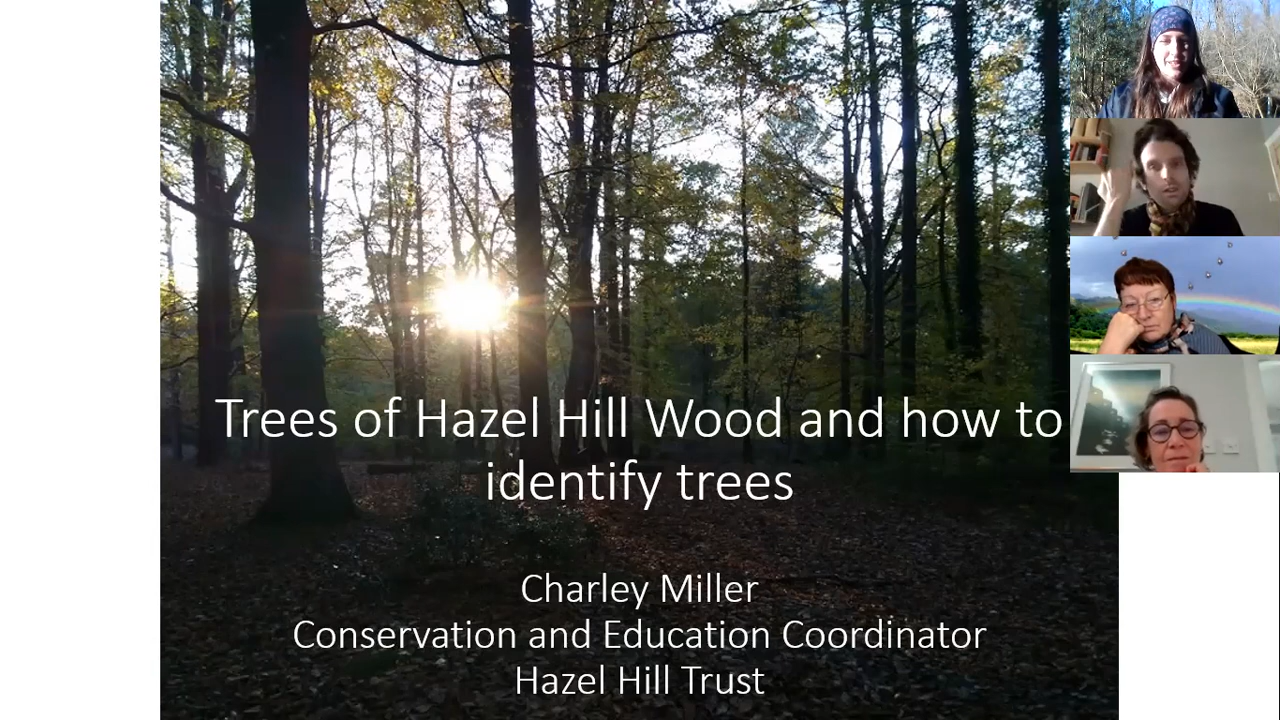 Trees of Hazel Hill Wood and how to
identify trees
Charley Miller
Conservation and Education Coordinator
Hazel Hill Trust